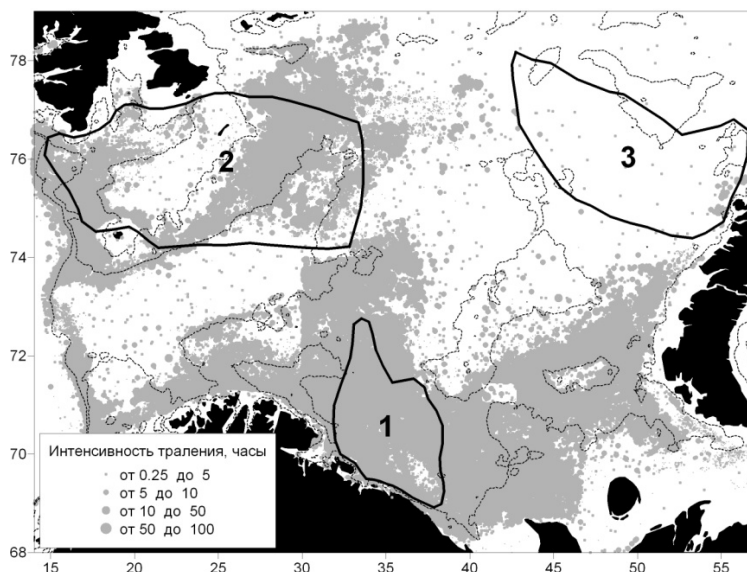 78
76
74
72
70
68
2
3
1
Интенсивность траления, часы
от 0.25 до 5
от 5 до 10
от 10 до 50
от 50 до 100
15 20 25 30 35 40 45 50 55